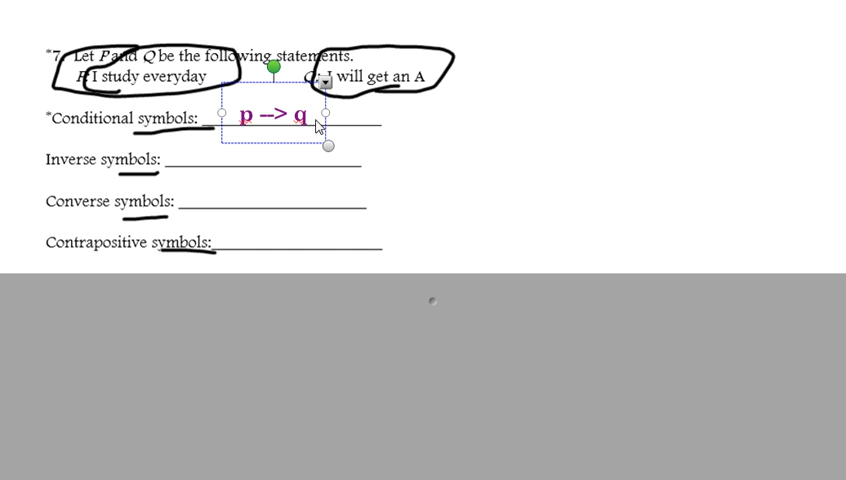 *7. Let P and Q be the following statements.
P: I study everyday Q: I will get an A
*Conditional symbols: p --> q
Inverse symbols:
Converse symbols:
Contrapositive symbols: